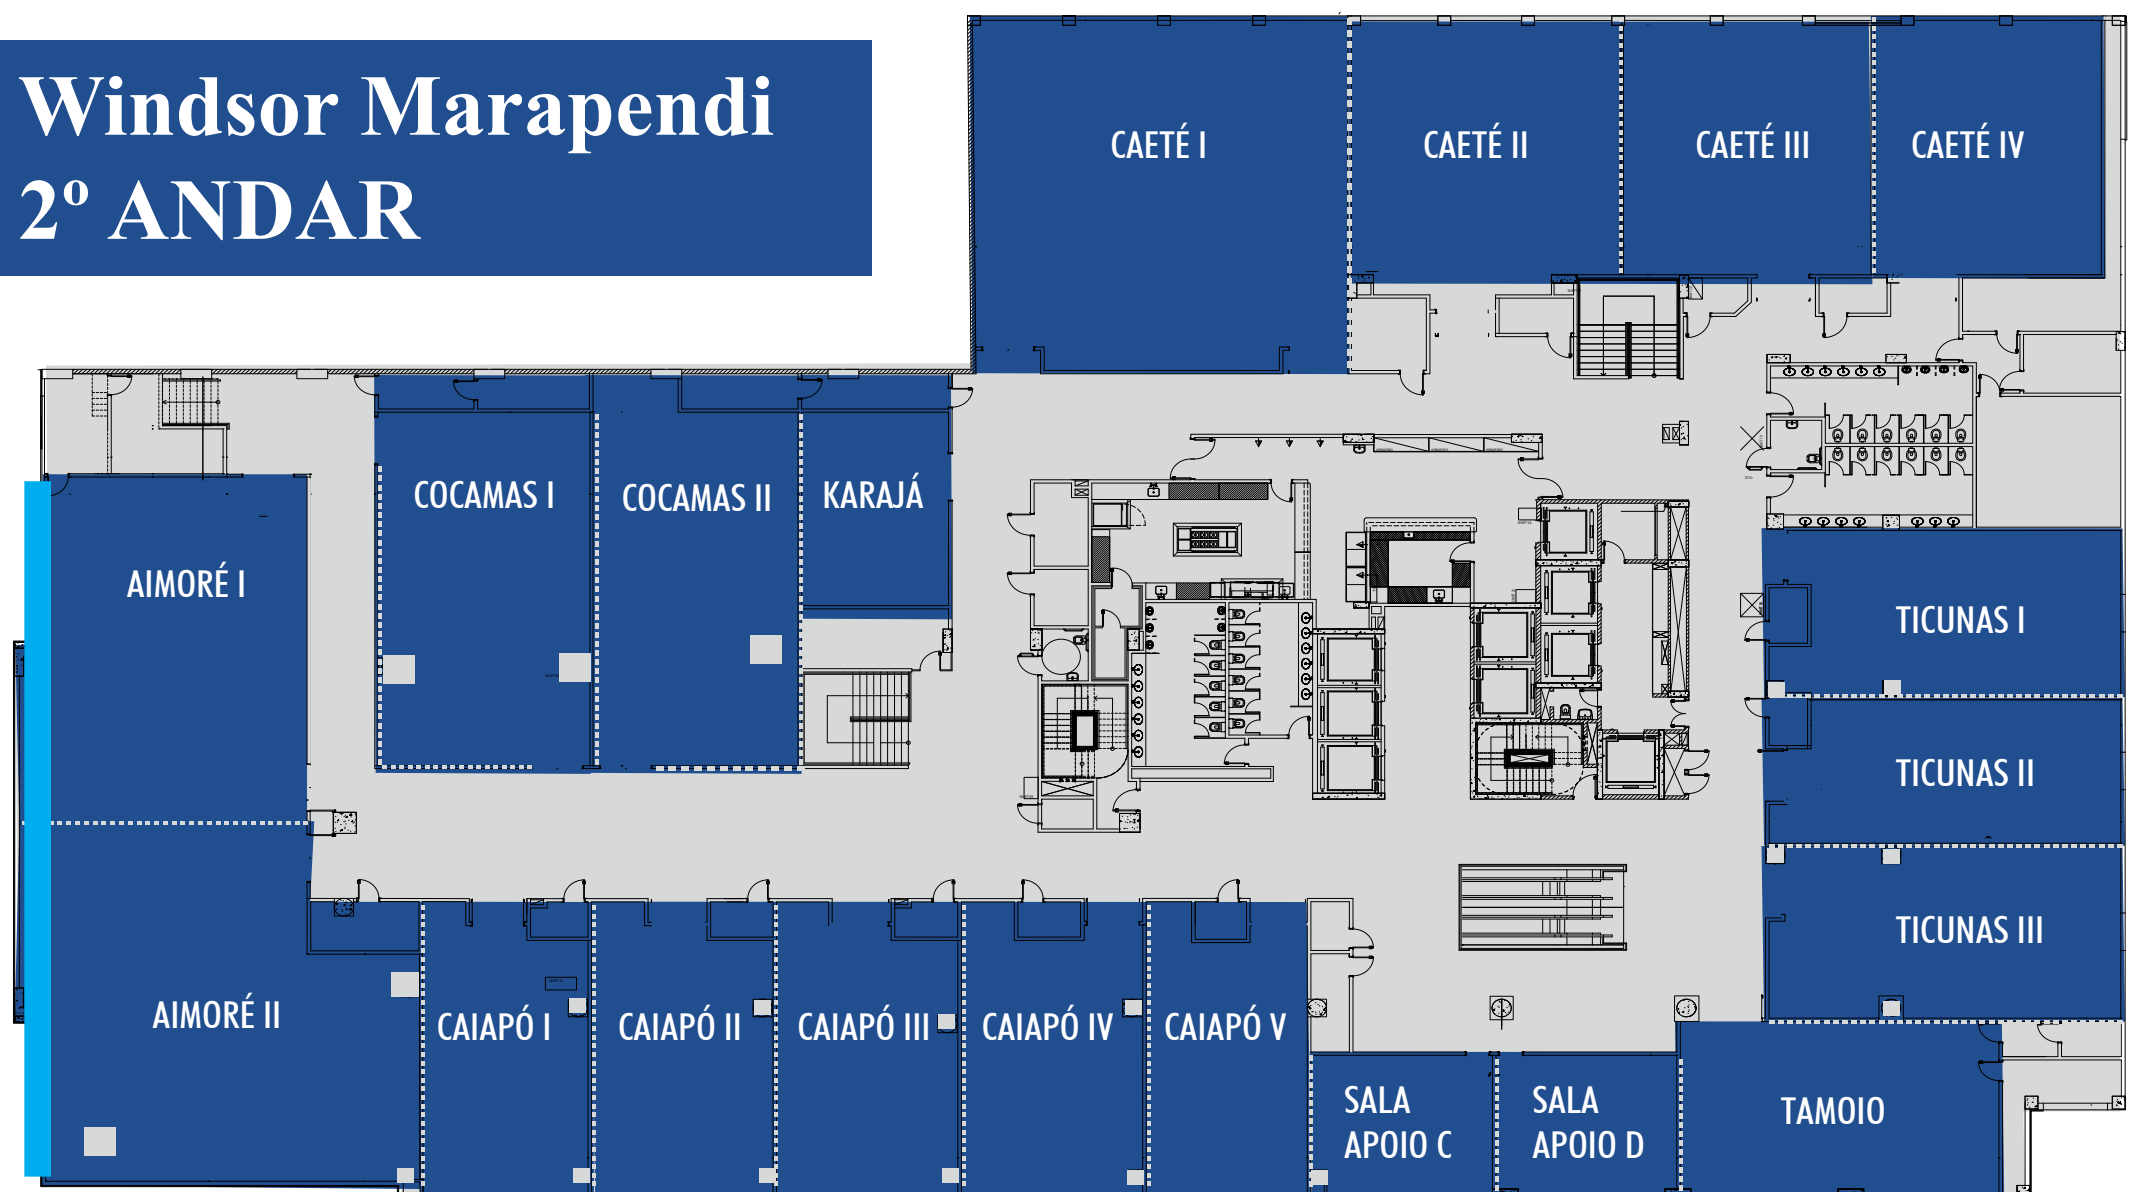 Windsor Marapendi
2º ANDAR
CAETÉ I
CAETÉ II
CAETÉ III
CAETÉ IV
COCAMAS I
COCAMAS II
KARAJÁ
AIMORÉ I
TICUNAS I
TICUNAS II
TICUNAS III
AIMORÉ II
CAIAPÓ I
CAIAPÓ II
CAIAPÓ III
CAIAPÓ IV
CAIAPÓ V
SALA
APOIO C
SALA
APOIO D
TAMOIO